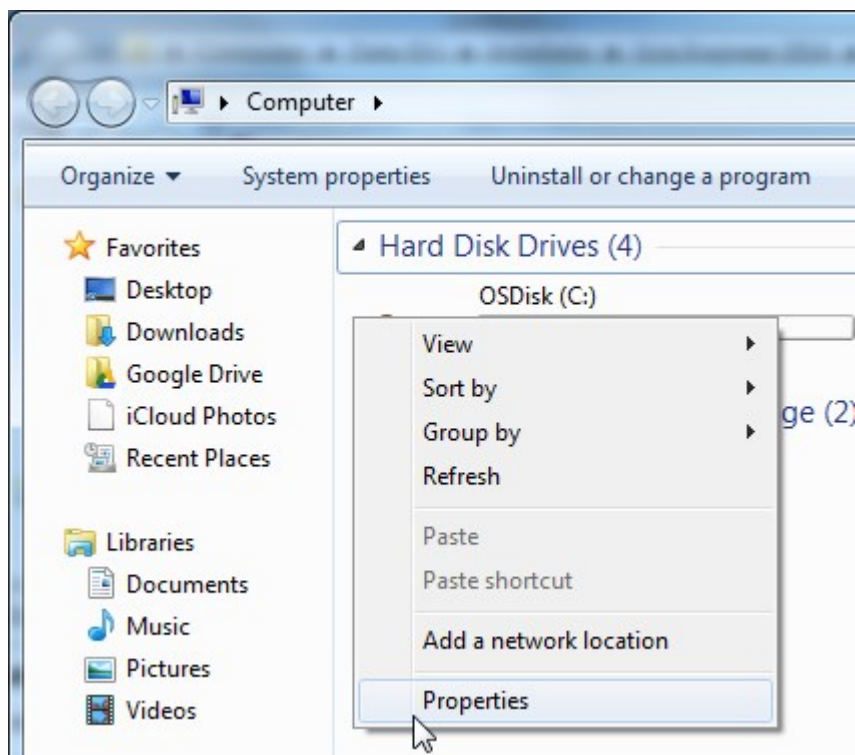 Computer
Organize
System properties
Uninstall or change a program
Favorites
Desktop
Downloads
Google Drive
iCloud Photos
Recent Places
Libraries
Documents
Music
Pictures
Videos
Hard Disk Drives (4)
OSDisk (C:)
(2)
View
Sort by
Group by
Refresh
Paste
Paste shortcut
Add a network location
Properties